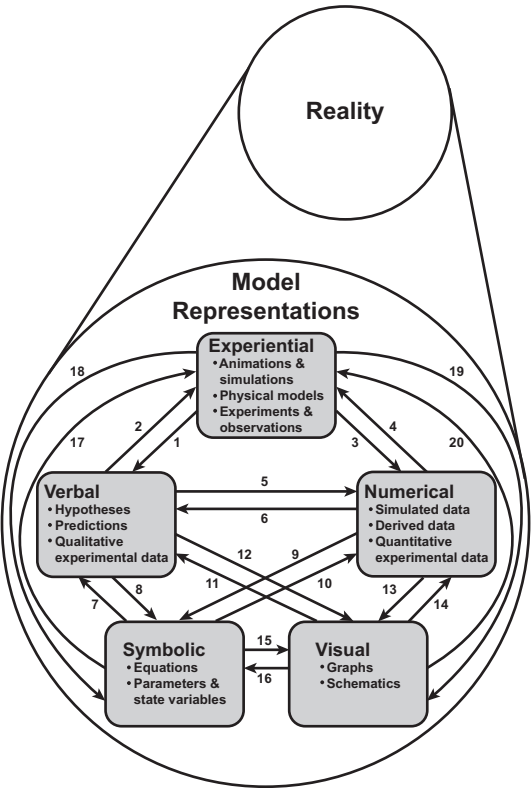 Reality
Model
Representations
Experiential
• Animations &
simulations
• Physical models
• Experiments &
observations
18
19
17
2
1
3
4
20
Verbal
• Hypotheses
• Predictions
• Qualitative
experimental data
5
6
Numerical
• Simulated data
• Derived data
• Quantitative
experimental data
12
9
11
10
7
8
13
14
Symbolic
• Equations
• Parameters &
state variables
15
16
Visual
• Graphs
• Schematics